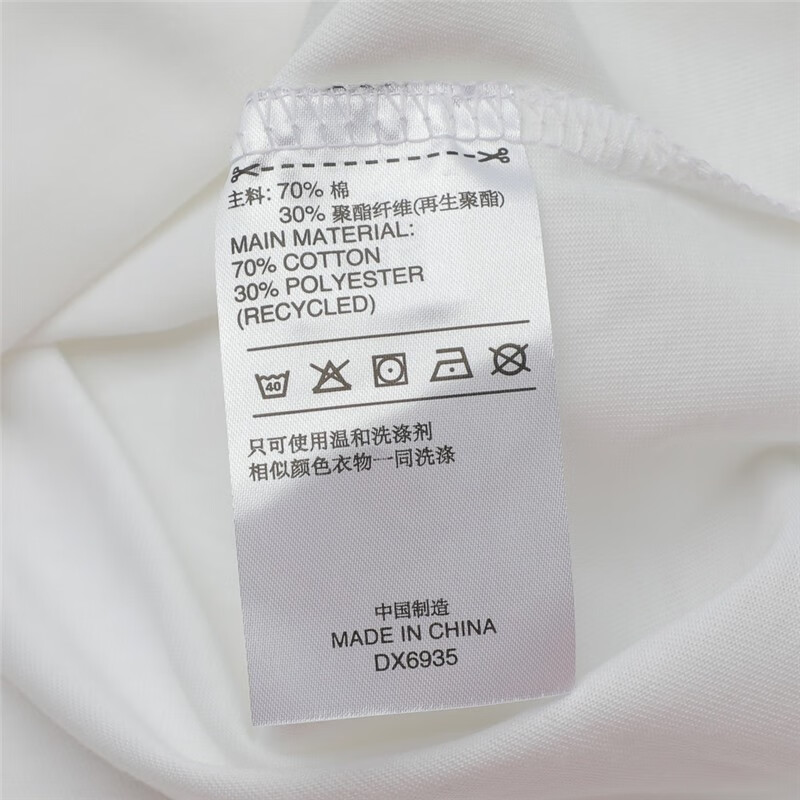 主料: 70% 棉
30% 聚酯纤维(再生聚酯)
MAIN MATERIAL:
70% COTTON
30% POLYESTER
(RECYCLED)
40
只可使用温和洗涤剂
相似颜色衣物一同洗涤
中国制造
MADE IN CHINA
DX6935